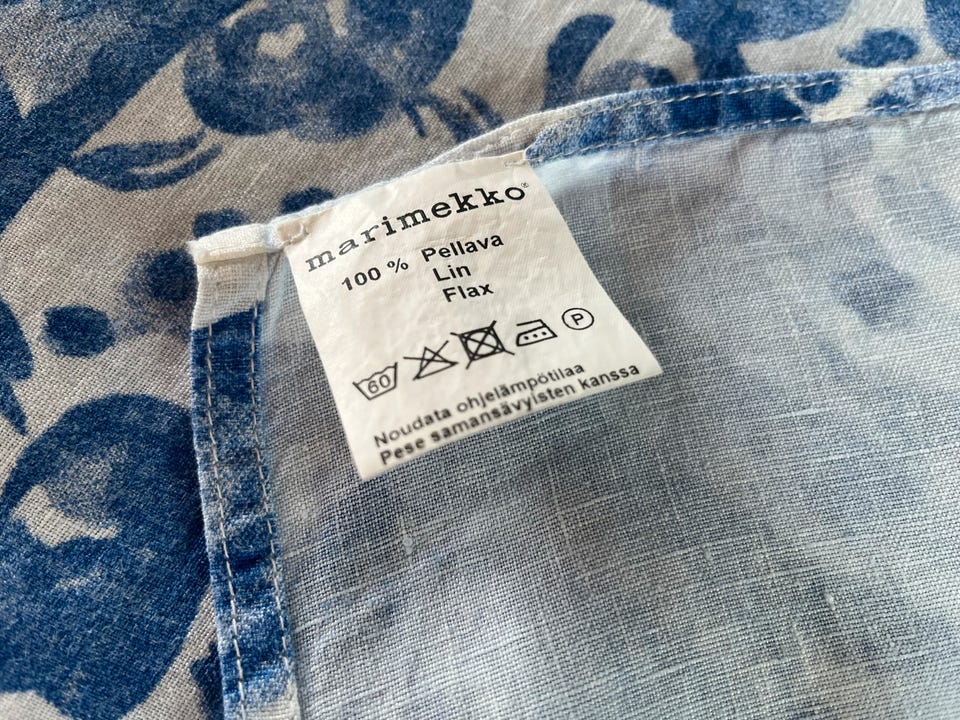 marimekko®
100 % Pellava
Lin
Flax
60 P
Noudata ohjelämpötilaa
Pese samansävyisten kanssa